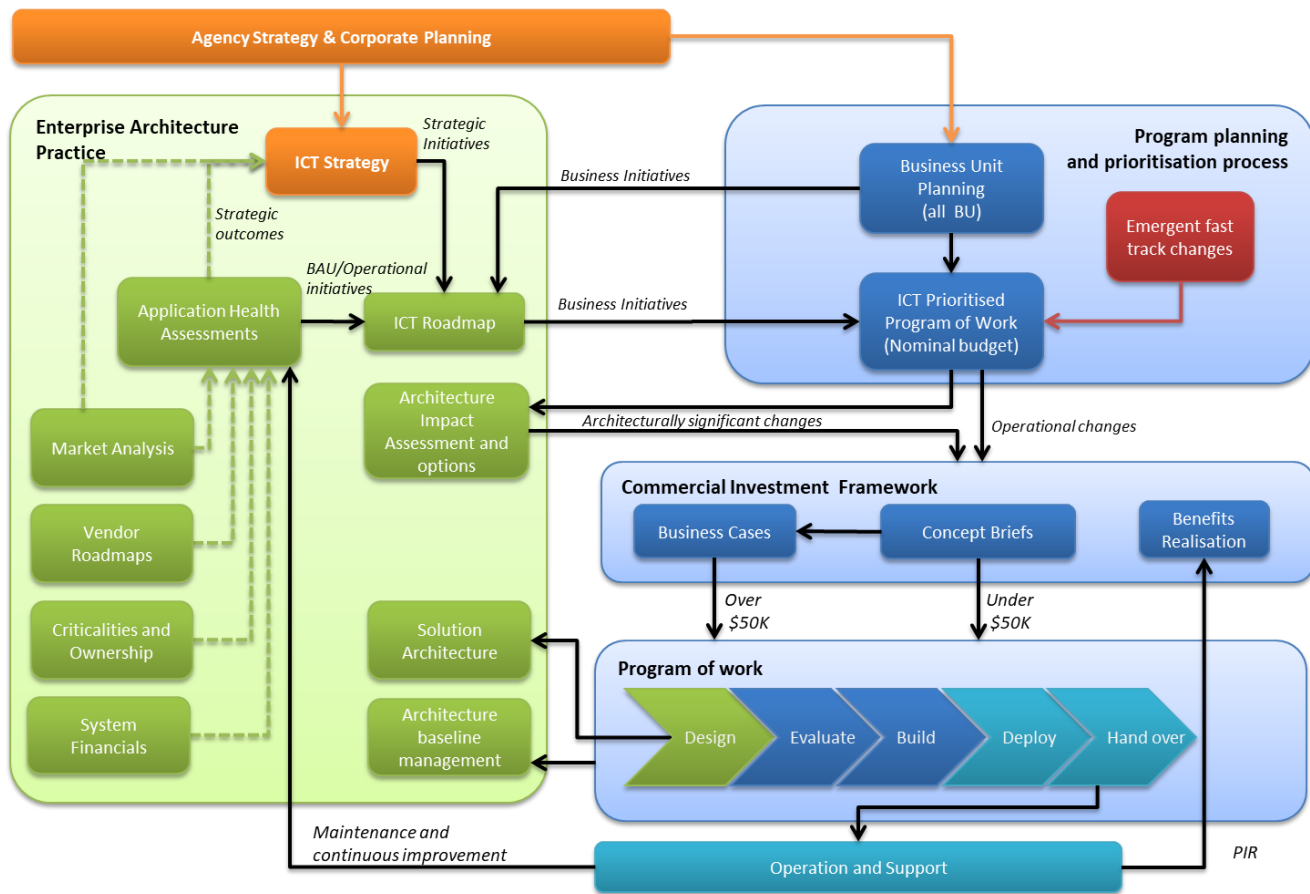 Agency Strategy & Corporate Planning
Enterprise Architecture
Practice
ICT Strategy
Strategic
Initiatives
Strategic
outcomes
BAU/Operational
initiatives
Application Health
Assessments
ICT Roadmap
Market Analysis
Vendor
Roadmaps
Criticalities and
Ownership
System
Financials
Architecture
Impact
Assessment and
options
Solution
Architecture
Architecture
baseline
management
Business Initiatives
Business Initiatives
Program planning
and prioritisation process
Business Unit
Planning
(all BU)
Emergent fast
track changes
ICT Prioritised
Program of Work
(Nominal budget)
Architecturally significant changes
Operational changes
Commercial Investment Framework
Business Cases
Concept Briefs
Benefits
Realisation
Over
$50K
Under
$50K
Program of work
Design
Evaluate
Build
Deploy
Hand over
Maintenance and
continuous improvement
Operation and Support
PIR